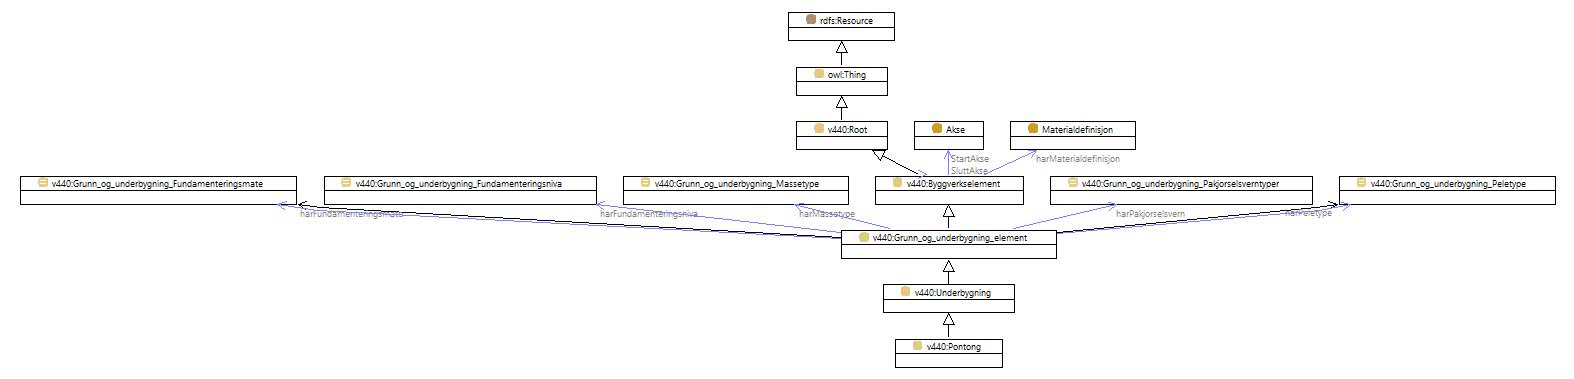 rdfs:Resource
owl:Thing
v440:Root
Akse
Materialdefinisjon
StartAkse
SluttAkse
harMaterialdefinisjon
v440:Grunn_og_underbygning_Fundamenteringsmate
v440:Grunn_og_underbygning_Fundamenteringsniva
v440:Grunn_og_underbygning_Massetype
v440:Byggverkselement
v440:Grunn_og_underbygning_Pakjorselsverntyper
v440:Grunn_og_underbygning_Peletype
harFundamenteringsmate
harFundamenteringsniva
harMassetype
harPakjorselsvern
harPeletype
v440:Grunn_og_underbygning_element
v440:Underbygning
v440:Pontong